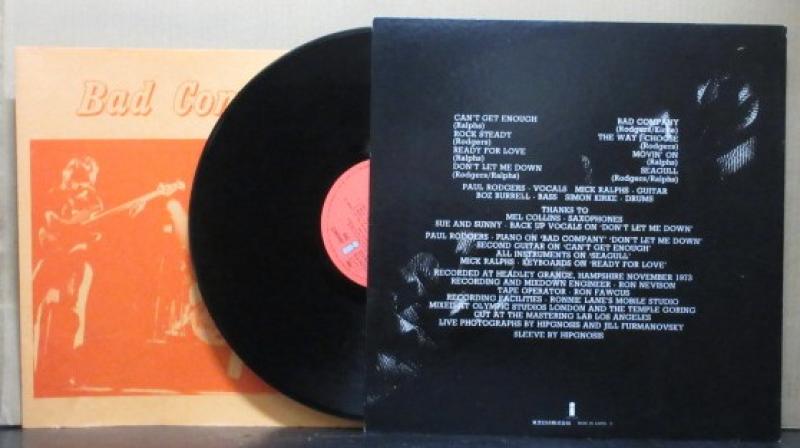 Bad Con
CAN'T GET ENOUGH
(Ralphs)
ROCK STEADY
(Rodgers)
READY FOR LOVE
(Ralphs)
DON'T LET ME DOWN
(Rodgers/Ralphs)
BAD COMPANY
(Rodgers/Kirke)
THE WAY I CHOOSE
(Rodgers)
MOVIN' ON
(Ralphs)
SEAGULL
(Rodgers/Ralphs)
PAUL RODGERS - VOCALS MICK RALPHS - GUITAR
BOZ BURRELL - BASS SIMON KIRKE - DRUMS
THANKS TO
MEL COLLINS - SAXOPHONES
SUE AND SUNNY - BACK UP VOCALS ON 'DON'T LET ME DOWN'
PAUL RODGERS - PIANO ON 'BAD COMPANY' 'DON'T LET ME DOWN'
SECOND GUITAR ON 'CAN'T GET ENOUGH'
ALL INSTRUMENTS ON 'SEAGULL'
MICK RALPHS - KEYBOARDS ON 'READY FOR LOVE'
RECORDED AT HEADLEY GRANGE, HAMPSHIRE NOVEMBER 1973
RECORDING AND MIXDOWN ENGINEER - RON NEVISON
TAPE OPERATOR - RON FAWCUS
RECORDING FACILITIES - RONNIE LANE'S MOBILE STUDIO
MIXED AT OLYMPIC STUDIOS LONDON AND THE TEMPLE GORING
CUT AT THE MASTERING LAB LOS ANGELES
LIVE PHOTOGRAPHS BY HIPGNOSIS AND JILL FURMANOVSKY
SLEEVE BY HIPGNOSIS